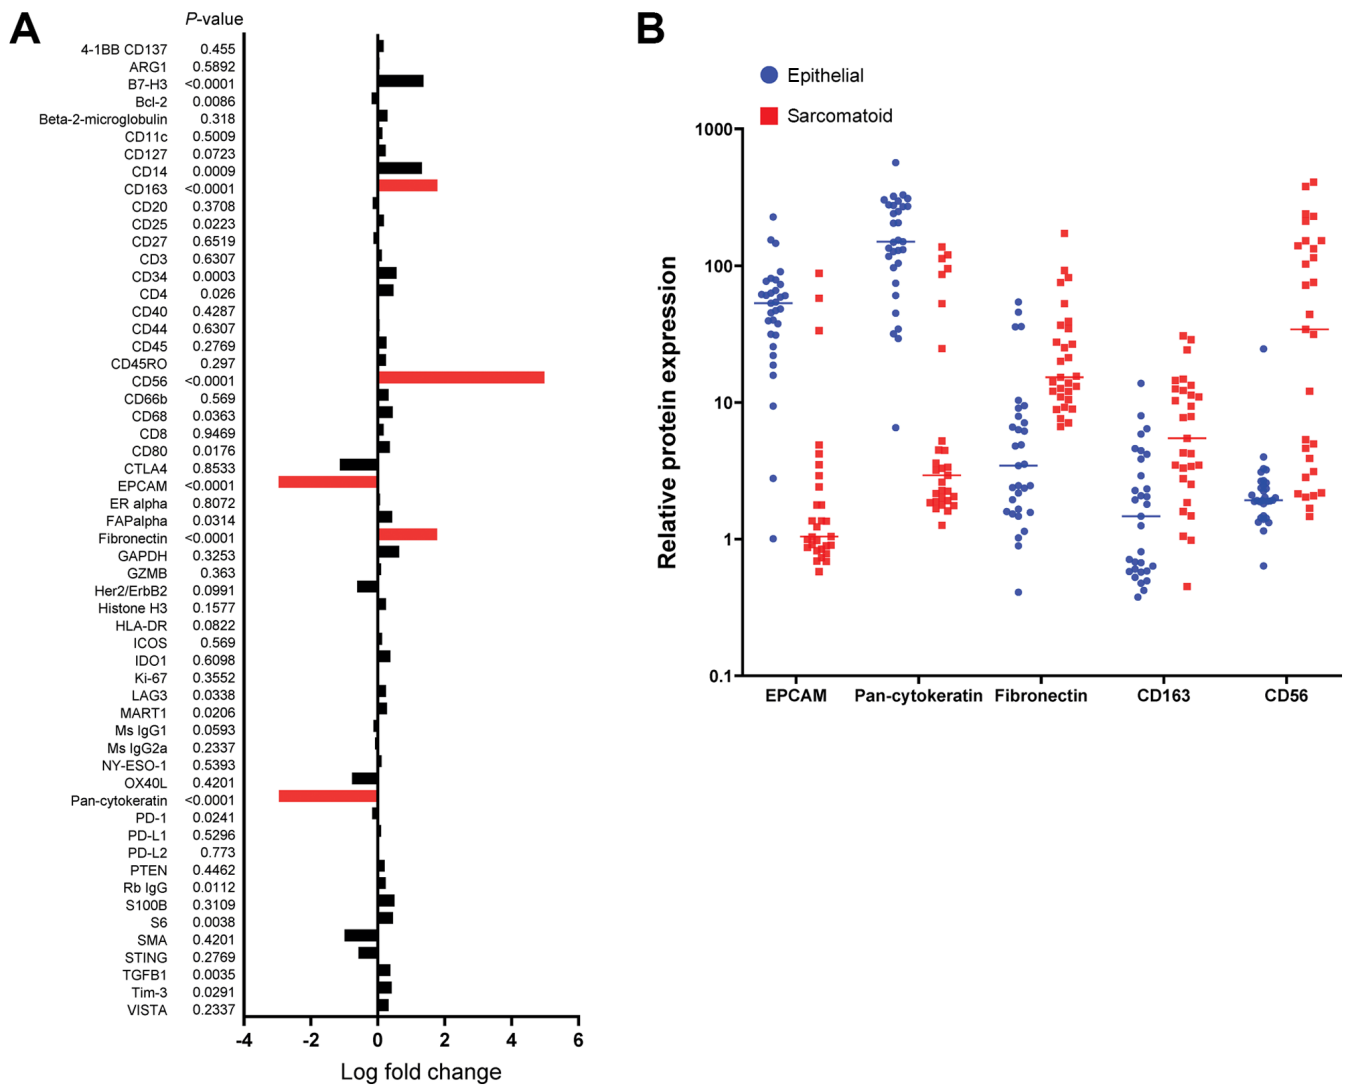 A
P-value
4-1BB CD137 0.455
ARG1 0.5892
B7-H3 <0.0001
Bcl-2 0.0086
Beta-2-microglobulin 0.318
CD11c 0.5009
CD127 0.0723
CD14 0.0009
CD163 <0.0001
CD20 0.3708
CD25 0.0223
CD27 0.6519
CD3 0.6307
CD34 0.0003
CD4 0.026
CD40 0.4287
CD44 0.6307
CD45 0.2769
CD45RO 0.297
CD56 <0.0001
CD66b 0.569
CD68 0.0363
CD8 0.9469
CD80 0.0176
CTLA4 0.8533
EPCAM <0.0001
ER alpha 0.8072
FAPalpha 0.0314
Fibronectin <0.0001
GAPDH 0.3253
GZMB 0.363
Her2/ErbB2 0.0991
Histone H3 0.1577
HLA-DR 0.0822
ICOS 0.569
IDO1 0.6098
Ki-67 0.3552
LAG3 0.0338
MART1 0.0206
Ms IgG1 0.0593
Ms IgG2a 0.2337
NY-ESO-1 0.5393
OX40L 0.4201
Pan-cytokeratin <0.0001
PD-1 0.0241
PD-L1 0.5296
PD-L2 0.773
PTEN 0.4462
Rb IgG 0.0112
S100B 0.3109
S6 0.0038
SMA 0.4201
STING 0.2769
TGFB1 0.0035
Tim-3 0.0291
VISTA 0.2337
-4 -2 0 2 4 6
Log fold change
B
Epithelial
Sarcomatoid
Relative protein expression
1000
100
10
1
0.1
EPCAM Pan-cytokeratin Fibronectin CD163 CD56